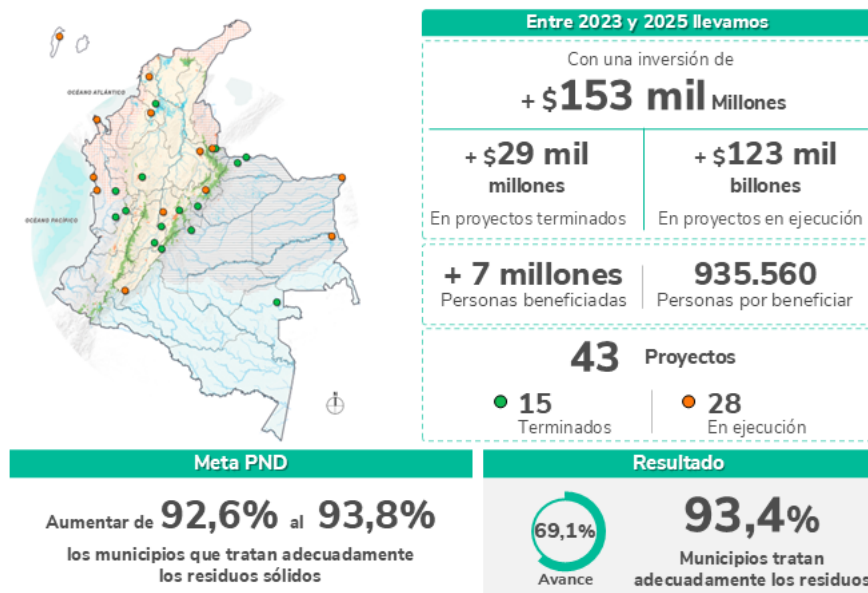 OCÉANO ATLÁNTICO
OCÉANO PACÍFICO
N
Entre 2023 y 2025 llevamos
Con una inversión de
+ $153 mil Millones
+ $29 mil
millones
En proyectos terminados
+ $123 mil
billones
En proyectos en ejecución
+ 7 millones
Personas beneficiadas
935.560
Personas por beneficiar
43 Proyectos
15
Terminados
28
En ejecución
Meta PND
Aumentar de 92,6% al 93,8%
los municipios que tratan adecuadamente
los residuos sólidos
Resultado
69,1%
Avance
93,4%
Municipios tratan
adecuadamente los residuos